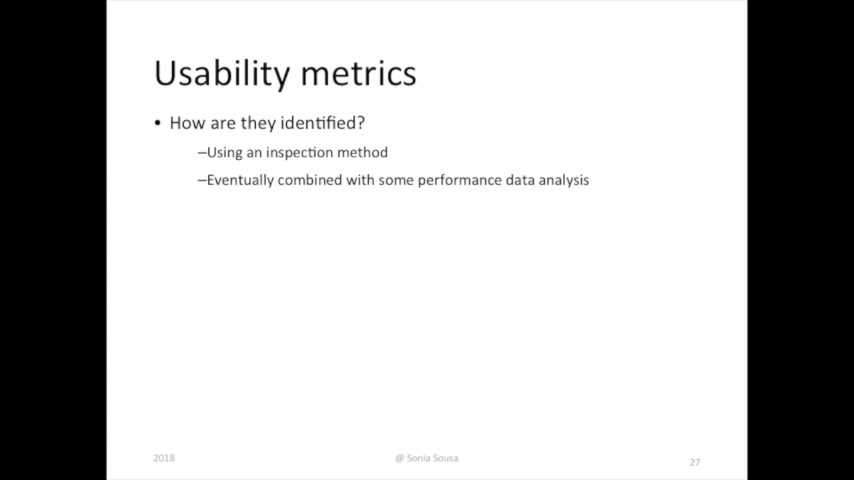 Usability metrics
• How are they identified?
–Using an inspection method
–Eventually combined with some performance data analysis
2018
@ Sonia Sousa
27